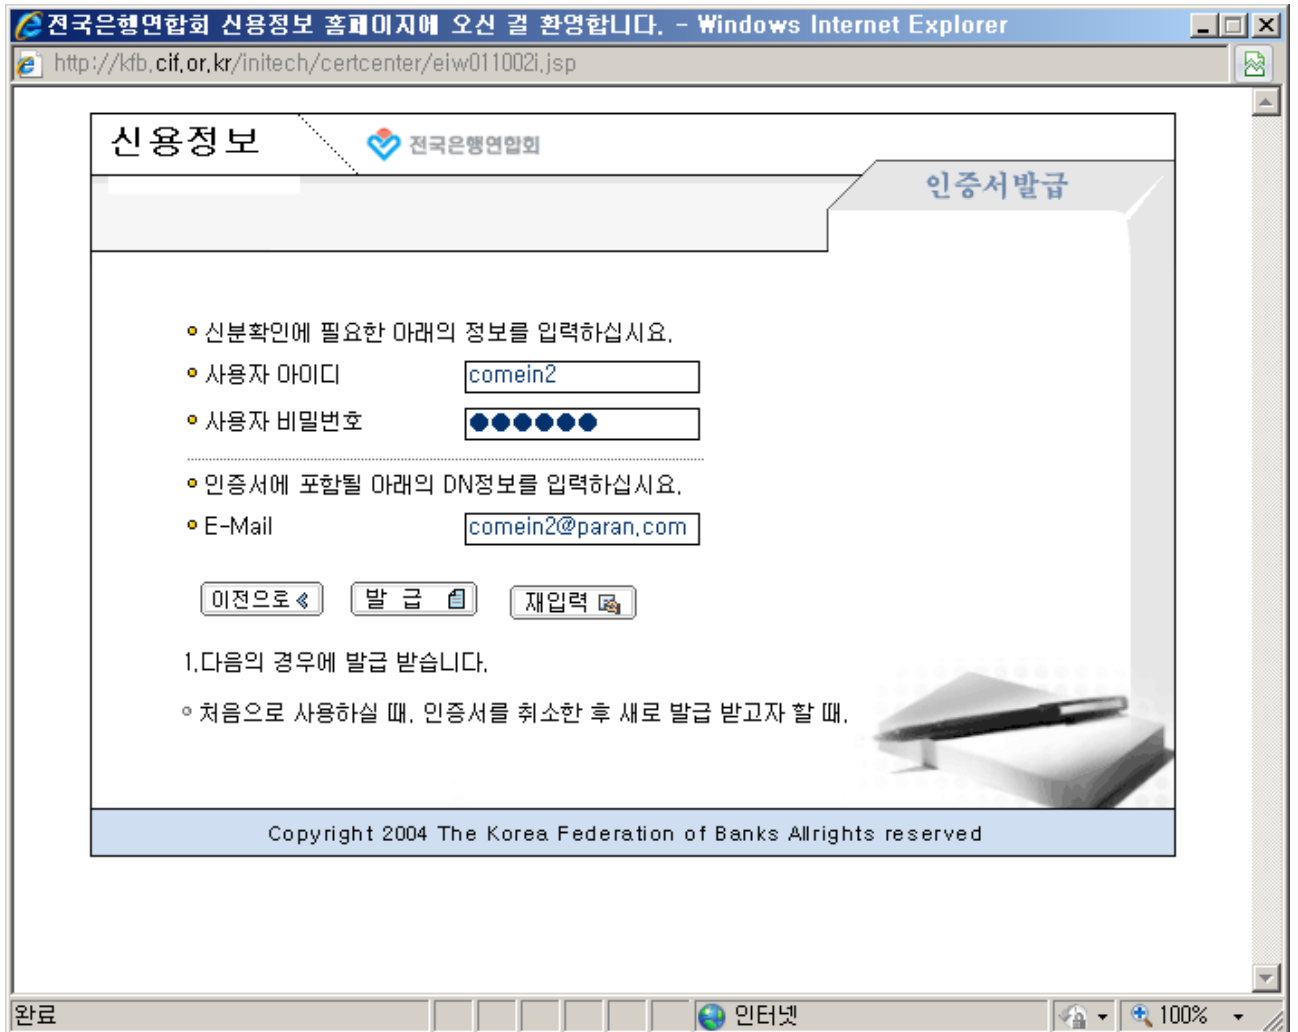 전국은행연합회 신용정보 홈페이지에 오신 걸 환영합니다. - Windows Internet Explorer
http://kfb.cif.or.kr/initech/certcenter/eiw011002i.jsp
신용정보
전국은행연합회
인증서발급
신분확인에 필요한 아래의 정보를 입력하십시요.
사용자 아이디 comein2
사용자 비밀번호 ●●●●●●
인증서에 포함될 아래의 DN정보를 입력하십시요.
E-Mail comein2@paran.com
이전으로 발 급 재입력
1.다음의 경우에 발급 받습니다.
처음으로 사용하실 때, 인증서를 취소한 후 새로 발급 받고자 할 때.
Copyright 2004 The Korea Federation of Banks Allrights reserved
완료 인터넷 100%